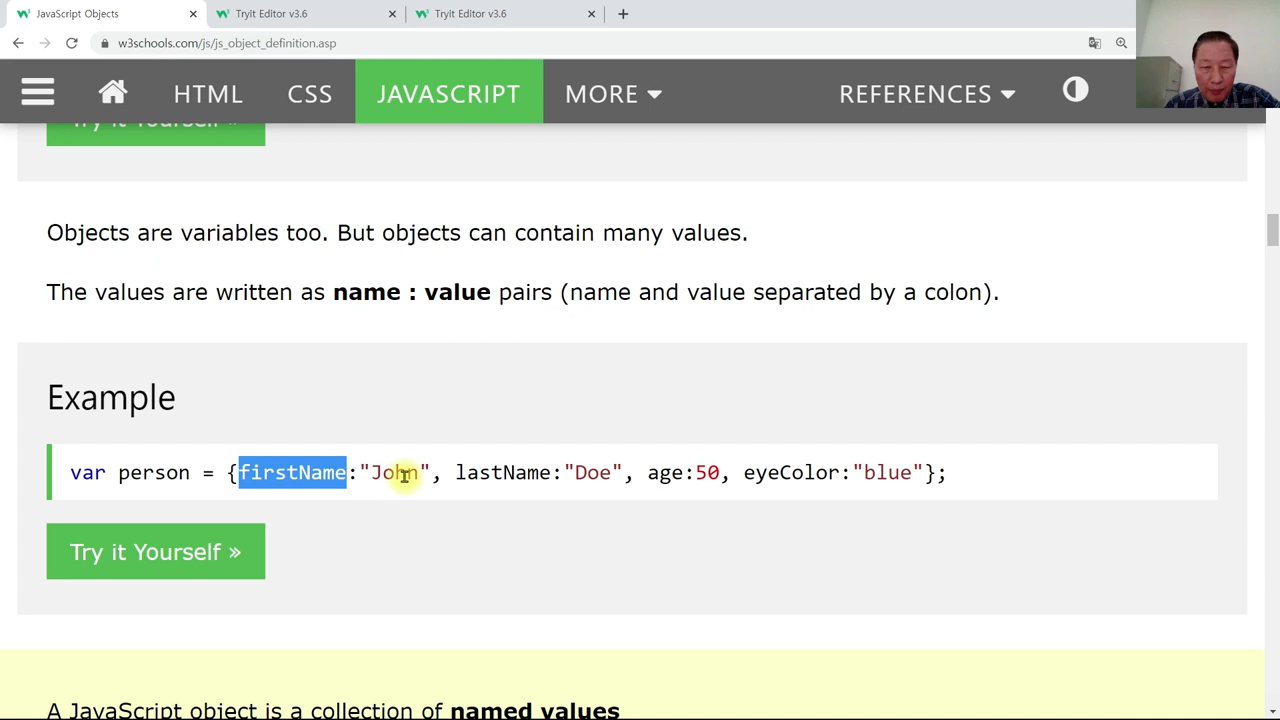 JavaScript Objects
Tryit Editor v3.6
Tryit Editor v3.6
w3schools.com/js/js_object_definition.asp
HTML CSS JAVASCRIPT MORE REFERENCES
Try it Yourself »
Objects are variables too. But objects can contain many values.
The values are written as name : value pairs (name and value separated by a colon).
Example
var person = {firstName:"John", lastName:"Doe", age:50, eyeColor:"blue"};
Try it Yourself »
A JavaScript object is a collection of named values